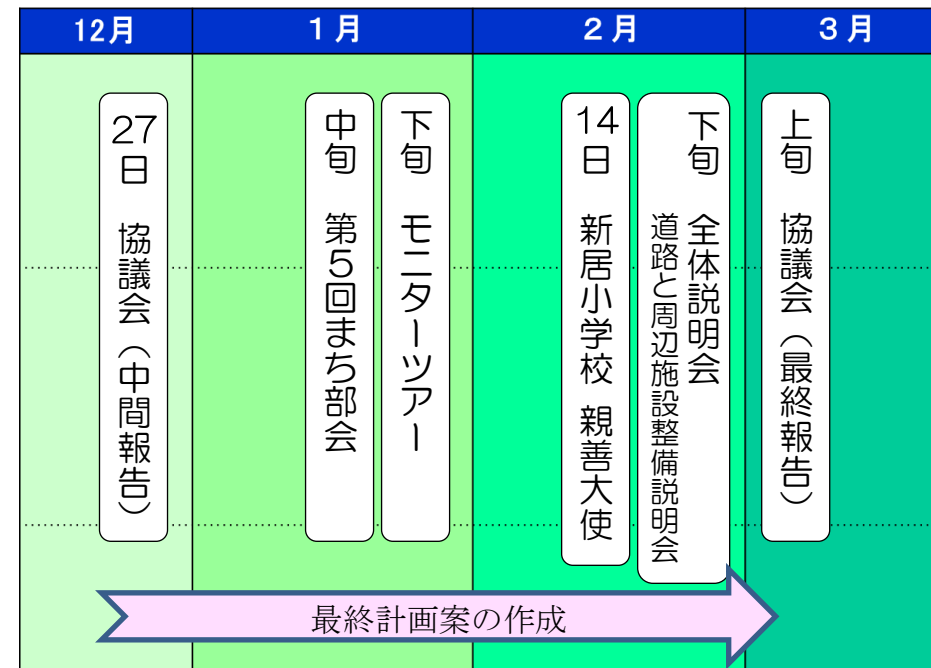 12月
１月
２月
３月
27日　協議会（中間報告）
中旬　第５回まち部会
下旬　モニターツアー
14日　新居小学校 親善大使
下旬　全体説明会
道路と周辺施設整備説明会
上旬　協議会（最終報告）
最終計画案の作成